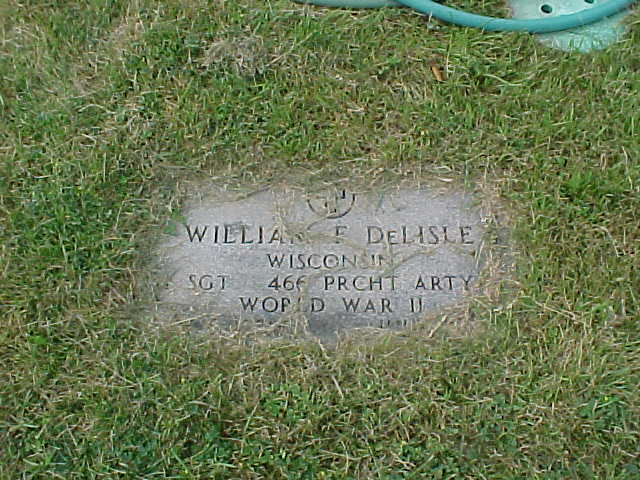 WILLIAM F DELISLE
WISCONSIN
SGT 466 PRCHT ARTY
WORLD WAR II